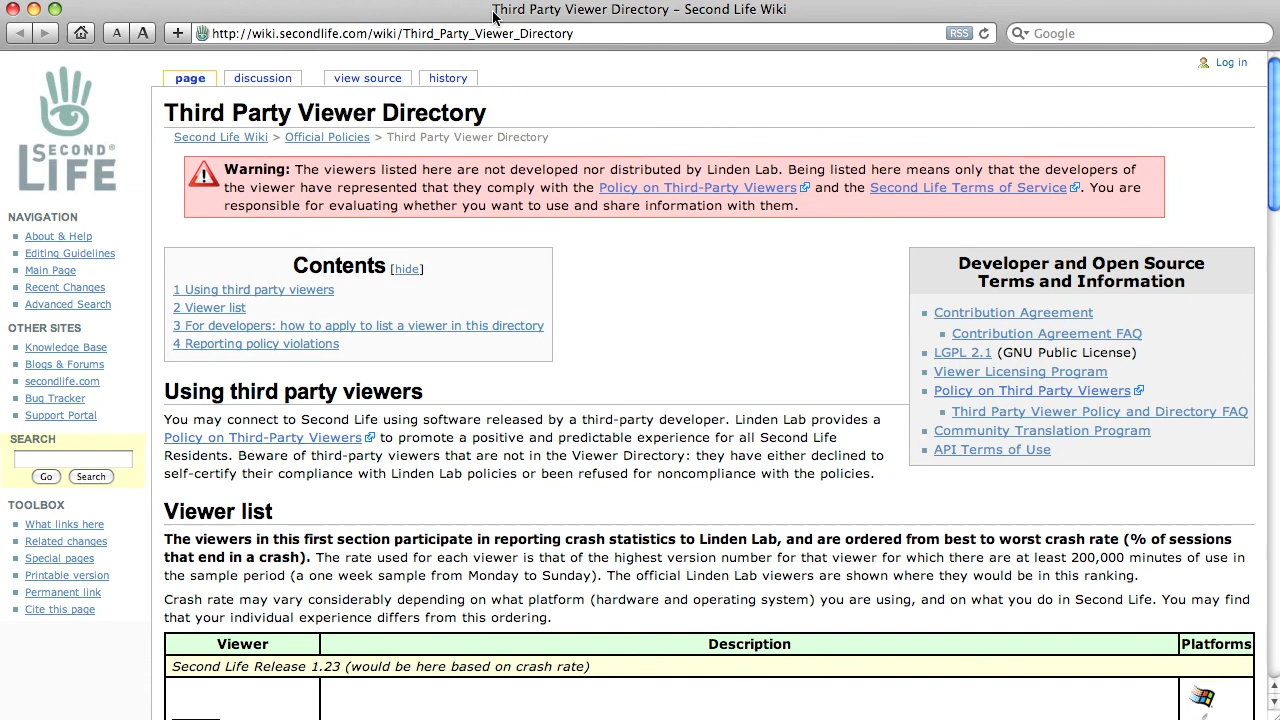 Third Party Viewer Directory – Second Life Wiki
A A + http://wiki.secondlife.com/wiki/Third_Party_Viewer_Directory RSS Google
Log in
page discussion view source history
SECOND LIFE®
Third Party Viewer Directory
Second Life Wiki > Official Policies > Third Party Viewer Directory
Warning: The viewers listed here are not developed nor distributed by Linden Lab. Being listed here means only that the developers of
the viewer have represented that they comply with the Policy on Third-Party Viewers and the Second Life Terms of Service. You are
responsible for evaluating whether you want to use and share information with them.
NAVIGATION
About & Help
Editing Guidelines
Main Page
Recent Changes
Advanced Search
OTHER SITES
Knowledge Base
Blogs & Forums
secondlife.com
Bug Tracker
Support Portal
SEARCH
Go Search
TOOLBOX
What links here
Related changes
Special pages
Printable version
Permanent link
Cite this page
Contents [hide]
1 Using third party viewers
2 Viewer list
3 For developers: how to apply to list a viewer in this directory
4 Reporting policy violations
Developer and Open Source
Terms and Information
Contribution Agreement
Contribution Agreement FAQ
LGPL 2.1 (GNU Public License)
Viewer Licensing Program
Policy on Third Party Viewers
Third Party Viewer Policy and Directory FAQ
Community Translation Program
API Terms of Use
Using third party viewers
You may connect to Second Life using software released by a third-party developer. Linden Lab provides a
Policy on Third-Party Viewers to promote a positive and predictable experience for all Second Life
Residents. Beware of third-party viewers that are not in the Viewer Directory: they have either declined to
self-certify their compliance with Linden Lab policies or been refused for noncompliance with the policies.
Viewer list
The viewers in this first section participate in reporting crash statistics to Linden Lab, and are ordered from best to worst crash rate (% of sessions
that end in a crash). The rate used for each viewer is that of the highest version number for that viewer for which there are at least 200,000 minutes of use in
the sample period (a one week sample from Monday to Sunday). The official Linden Lab viewers are shown where they would be in this ranking.
Crash rate may vary considerably depending on what platform (hardware and operating system) you are using, and on what you do in Second Life. You may find
that your individual experience differs from this ordering.
Viewer Description Platforms
Second Life Release 1.23 (would be here based on crash rate)